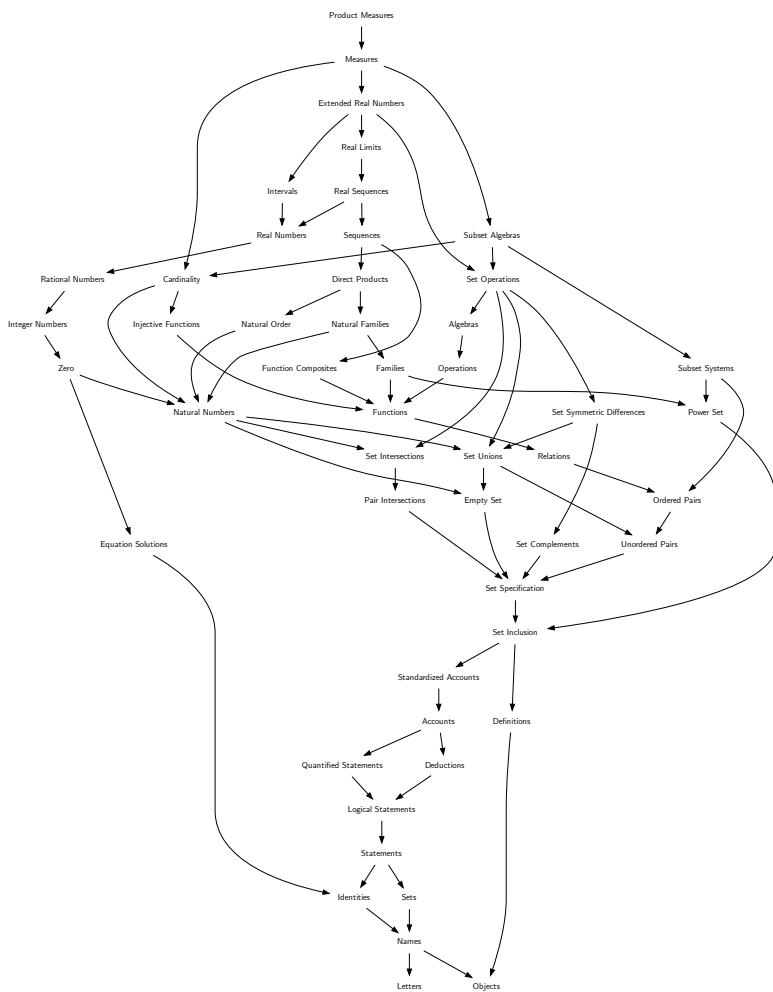 Product Measures
Measures
Extended Real Numbers
Real Limits
Intervals
Real Sequences
Real Numbers
Sequences
Subset Algebras
Rational Numbers
Cardinality
Direct Products
Set Operations
Integer Numbers
Injective Functions
Natural Order
Natural Families
Algebras
Zero
Function Composites
Families
Operations
Subset Systems
Natural Numbers
Functions
Set Symmetric Differences
Power Set
Set Intersections
Set Unions
Relations
Pair Intersections
Empty Set
Ordered Pairs
Equation Solutions
Set Complements
Unordered Pairs
Set Specification
Set Inclusion
Standardized Accounts
Accounts
Definitions
Quantified Statements
Deductions
Logical Statements
Statements
Identities
Sets
Names
Letters
Objects